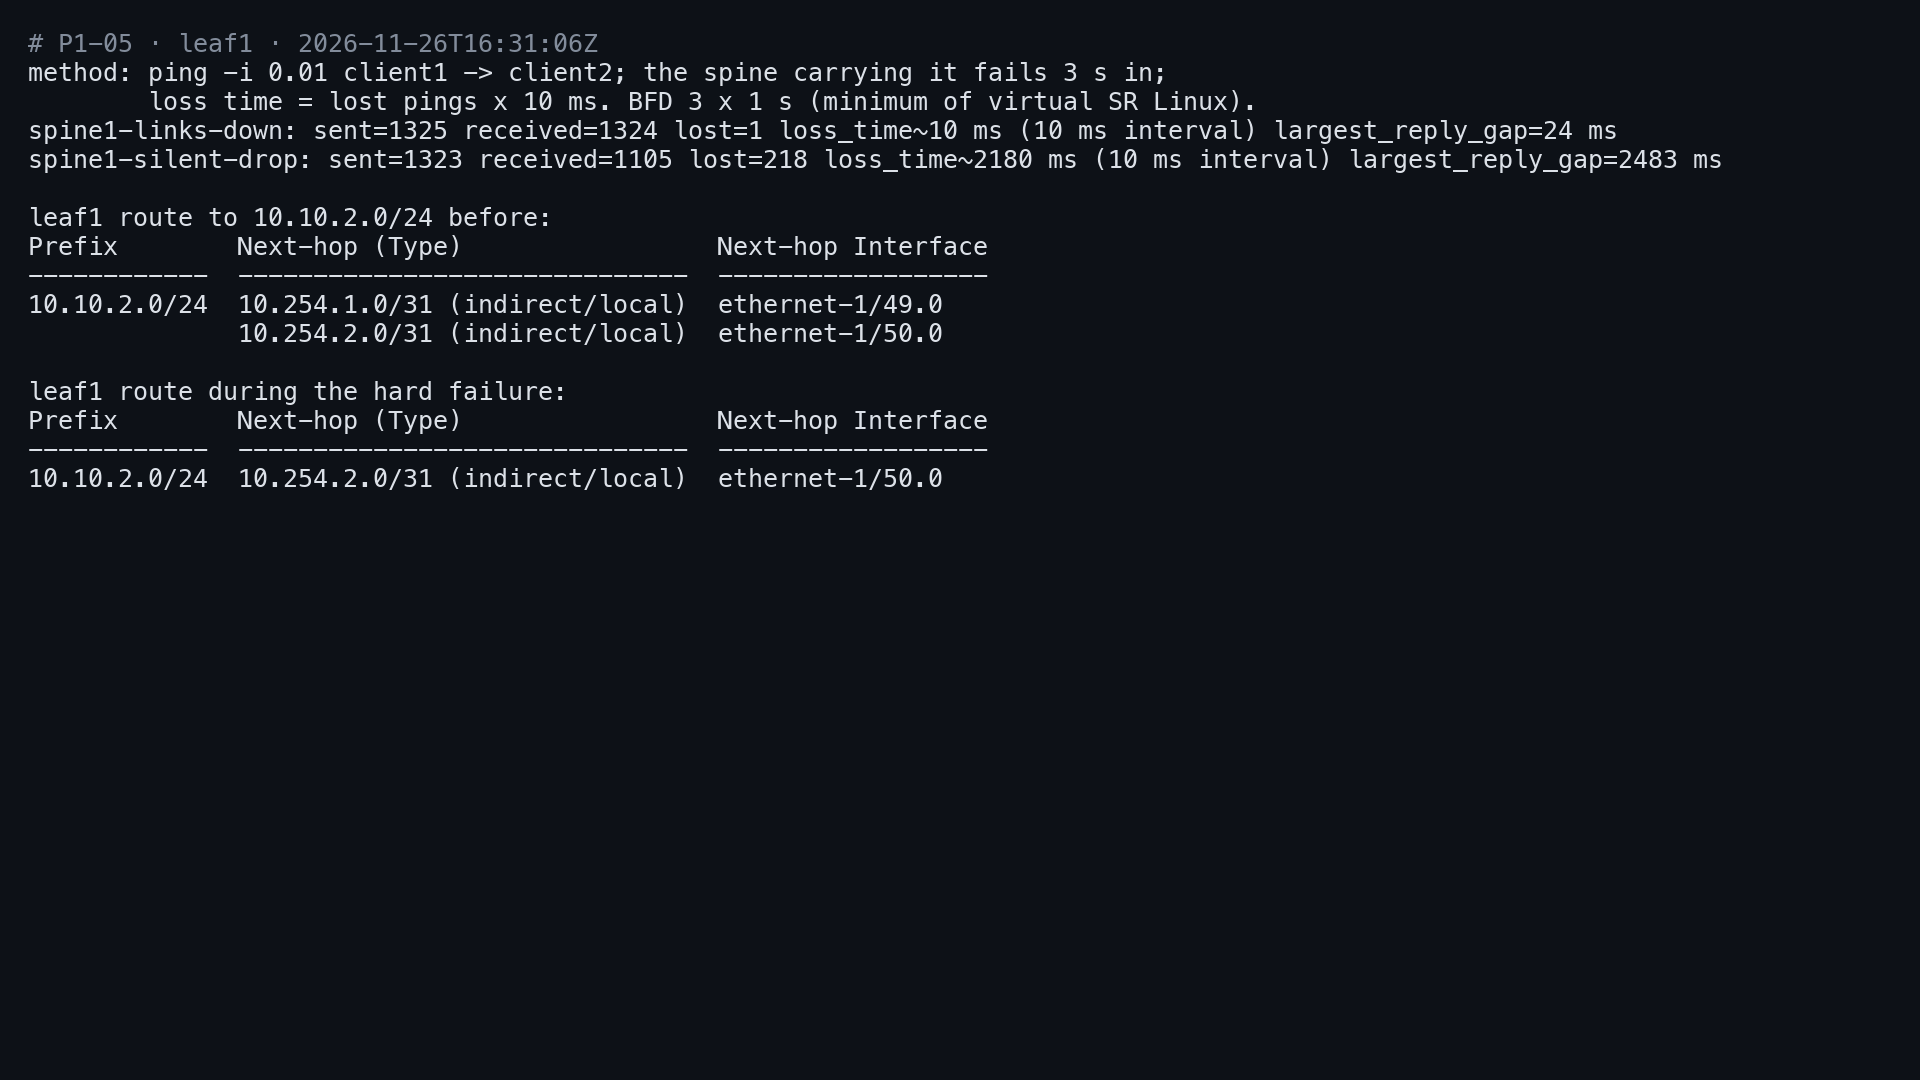 # P1-05 · leaf1 · 2026-11-26T16:31:06Z
method: ping -i 0.01 client1 -> client2; the spine carrying it fails 3 s in;
        loss time = lost pings x 10 ms. BFD 3 x 1 s (minimum of virtual SR Linux).
spine1-links-down: sent=1325 received=1324 lost=1 loss_time~10 ms (10 ms interval) largest_reply_gap=24 ms
spine1-silent-drop: sent=1323 received=1105 lost=218 loss_time~2180 ms (10 ms interval) largest_reply_gap=2483 ms

leaf1 route to 10.10.2.0/24 before:
Prefix        Next-hop (Type)                 Next-hop Interface
------------  ------------------------------  ------------------
10.10.2.0/24  10.254.1.0/31 (indirect/local)  ethernet-1/49.0
              10.254.2.0/31 (indirect/local)  ethernet-1/50.0

leaf1 route during the hard failure:
Prefix        Next-hop (Type)                 Next-hop Interface
------------  ------------------------------  ------------------
10.10.2.0/24  10.254.2.0/31 (indirect/local)  ethernet-1/50.0